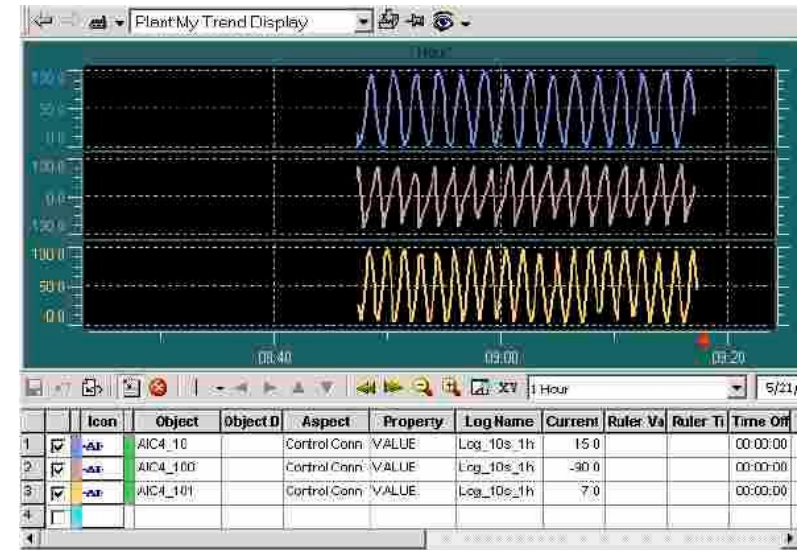 Plant:My Trend Display
1 Hour
100.0
50.0
0.0
100.0
0.0
-100.0
100.0
50.0
0.0
08:40 09:00 09:20
XY 1 Hour 5/21/
Icon Object Object D Aspect Property Log Name Current Ruler Va Ruler Ti Time Off
1 AIC4_10 Control Conn VALUE Log_10s_1h 15.0 00:00:00
2 AIC4_100 Control Conn VALUE Log_10s_1h -90.0 00:00:00
3 AIC4_101 Control Conn VALUE Log_10s_1h 7.0 00:00:00
4